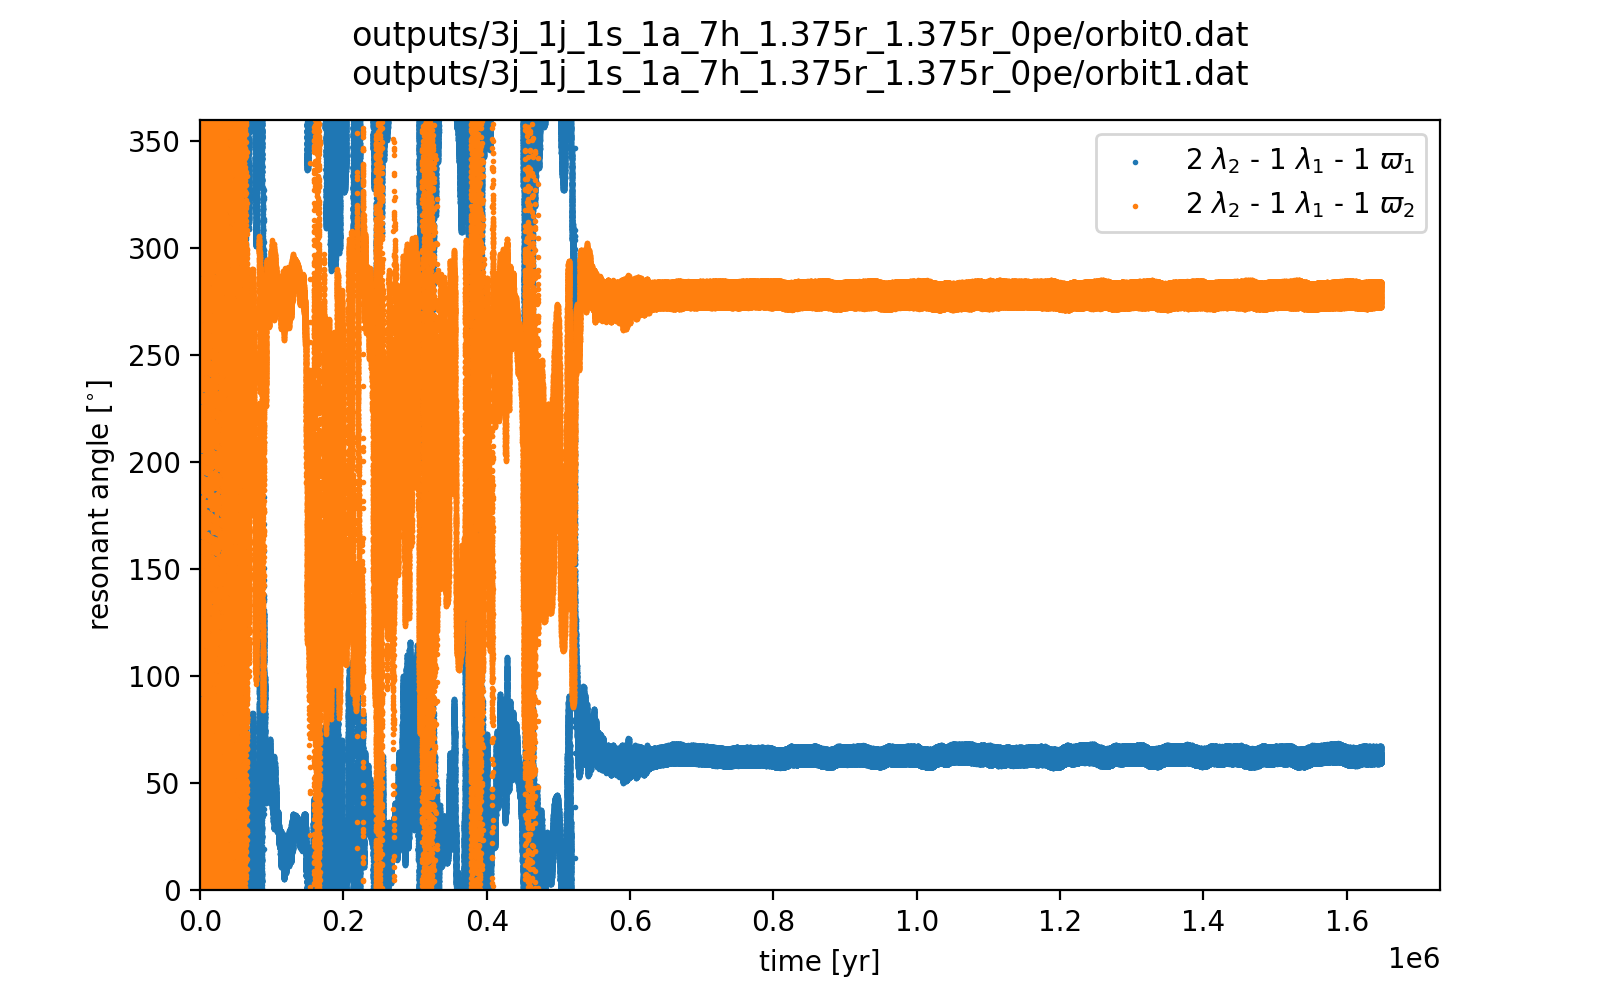 outputs/3j_1j_1s_1a_7h_1.375r_1.375r_0pe/orbit0.dat
outputs/3j_1j_1s_1a_7h_1.375r_1.375r_0pe/orbit1.dat
350
300
250
200
150
100
50
0
resonant angle [°]
2 λ₂ - 1 λ₁ - 1 ϖ₁
2 λ₂ - 1 λ₁ - 1 ϖ₂
0.0 0.2 0.4 0.6 0.8 1.0 1.2 1.4 1.6
time [yr]
1e6